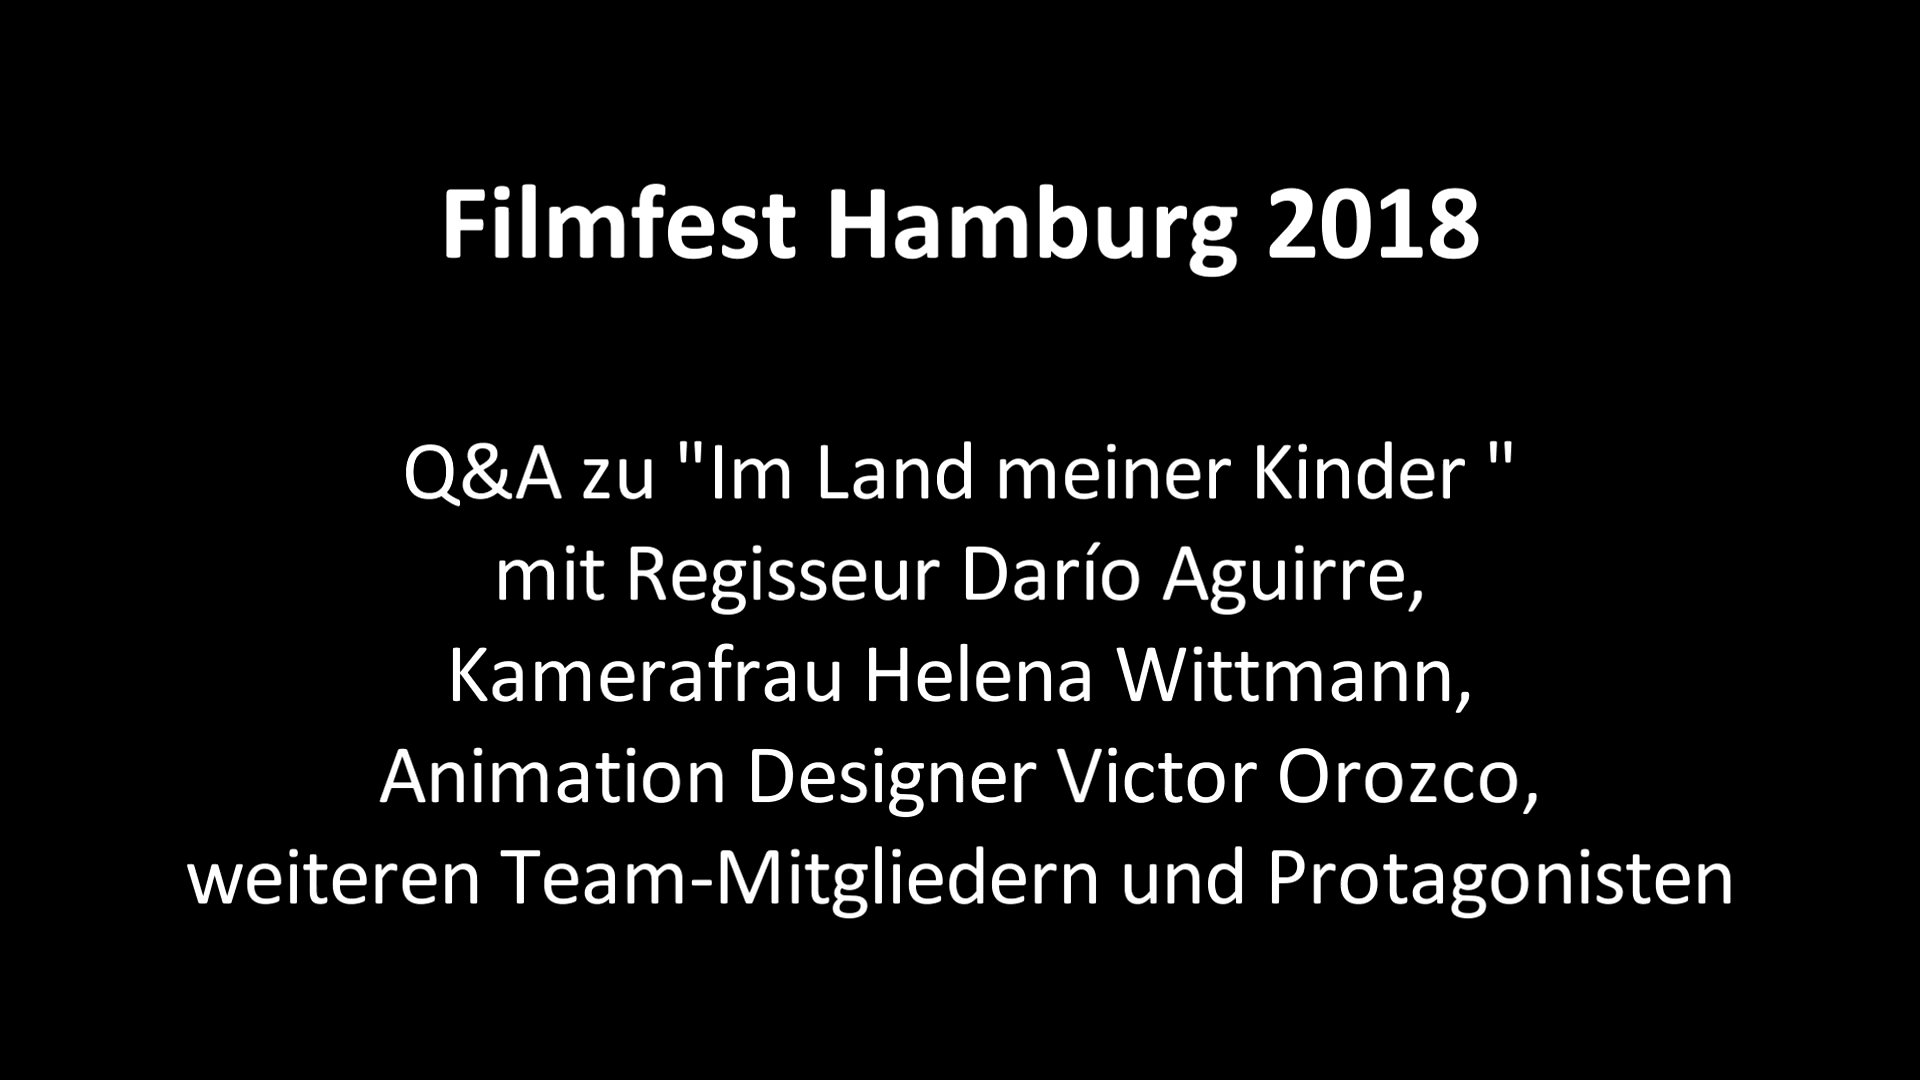 Filmfest Hamburg 2018
Q&A zu "Im Land meiner Kinder "
mit Regisseur Darío Aguirre,
Kamerafrau Helena Wittmann,
Animation Designer Victor Orozco,
weiteren Team-Mitgliedern und Protagonisten